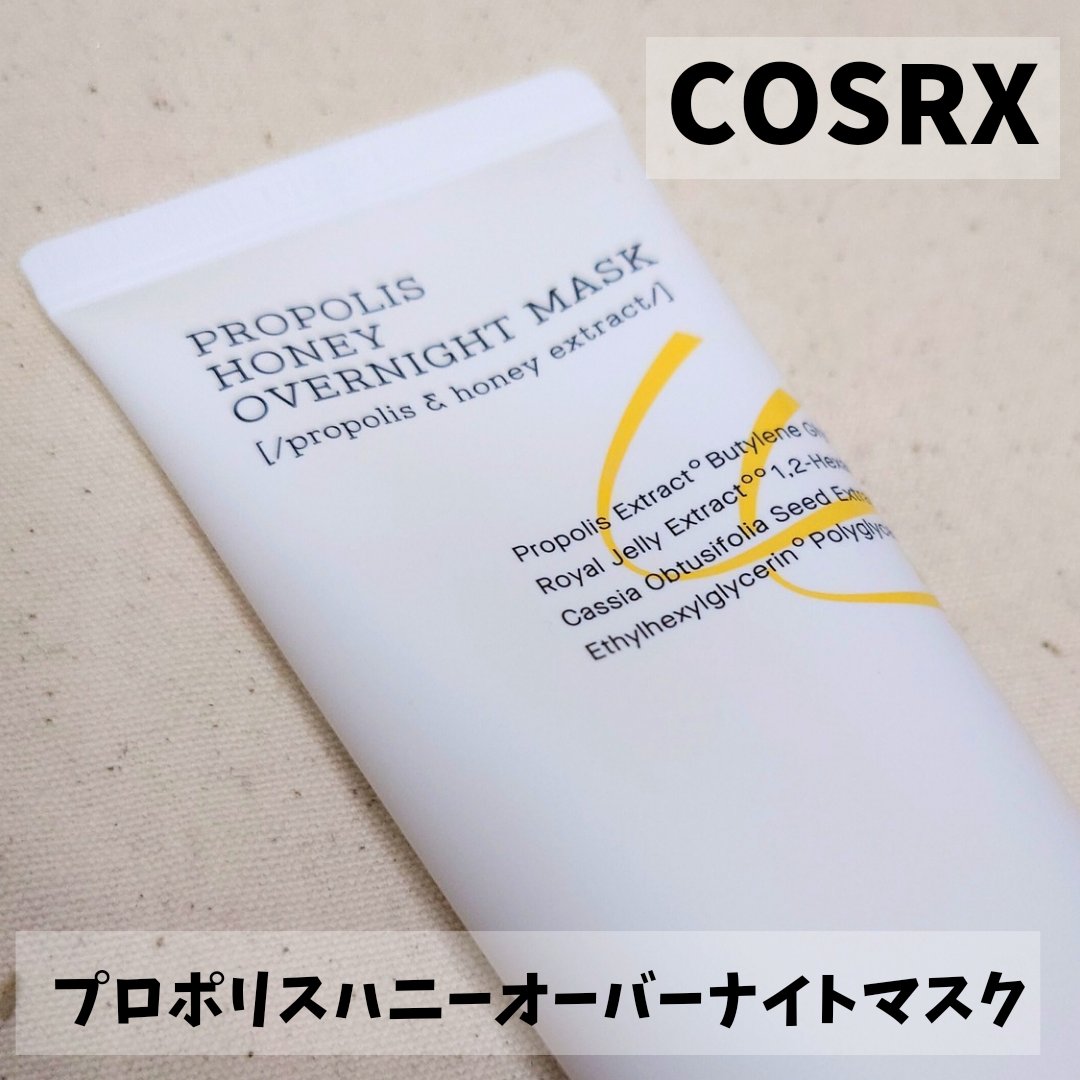 COSRX
PROPOLIS
HONEY
OVERNIGHT MASK
[/propolis & honey extract/]
Propolis Extract° Butylene
Royal Jelly Extract°° 1,2-
Cassia Obtusifolia Seed
Ethylhexylglycerin°
プロポリスハニーオーバーナイトマスク